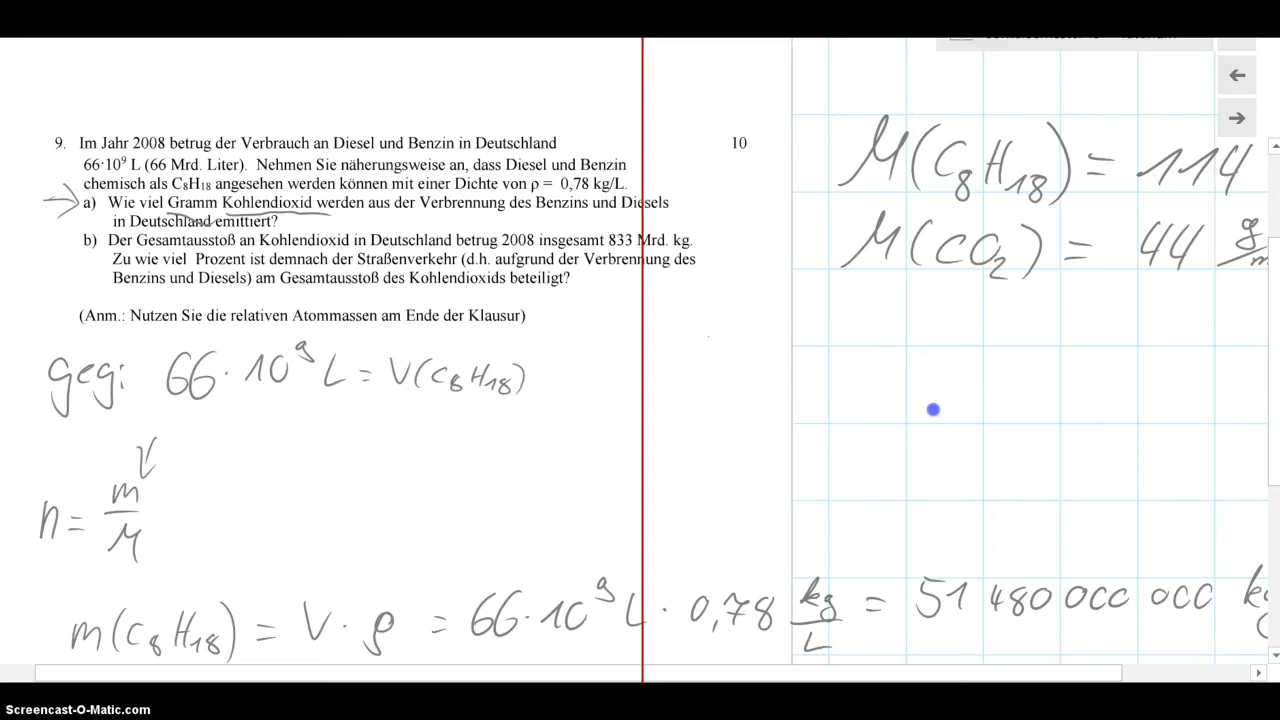 9. Im Jahr 2008 betrug der Verbrauch an Diesel und Benzin in Deutschland 10
66·10⁹ L (66 Mrd. Liter). Nehmen Sie näherungsweise an, dass Diesel und Benzin
chemisch als C₈H₁₈ angesehen werden können mit einer Dichte von ρ = 0,78 kg/L.
a) Wie viel Gramm Kohlendioxid werden aus der Verbrennung des Benzins und Diesels
in Deutschland emittiert?
b) Der Gesamtausstoß an Kohlendioxid in Deutschland betrug 2008 insgesamt 833 Mrd. kg.
Zu wie viel Prozent ist demnach der Straßenverkehr (d.h. aufgrund der Verbrennung des
Benzins und Diesels) am Gesamtausstoß des Kohlendioxids beteiligt?
(Anm.: Nutzen Sie die relativen Atommassen am Ende der Klausur)
geg: 66·10⁹ L = V(C₈H₁₈)
n = m/M
m(C₈H₁₈) = V · ρ = 66·10⁹ L · 0,78 kg/L = 51 480 000 000 kg
M(C₈H₁₈) = 114
M(CO₂) = 44 g/m
Screencast-O-Matic.com